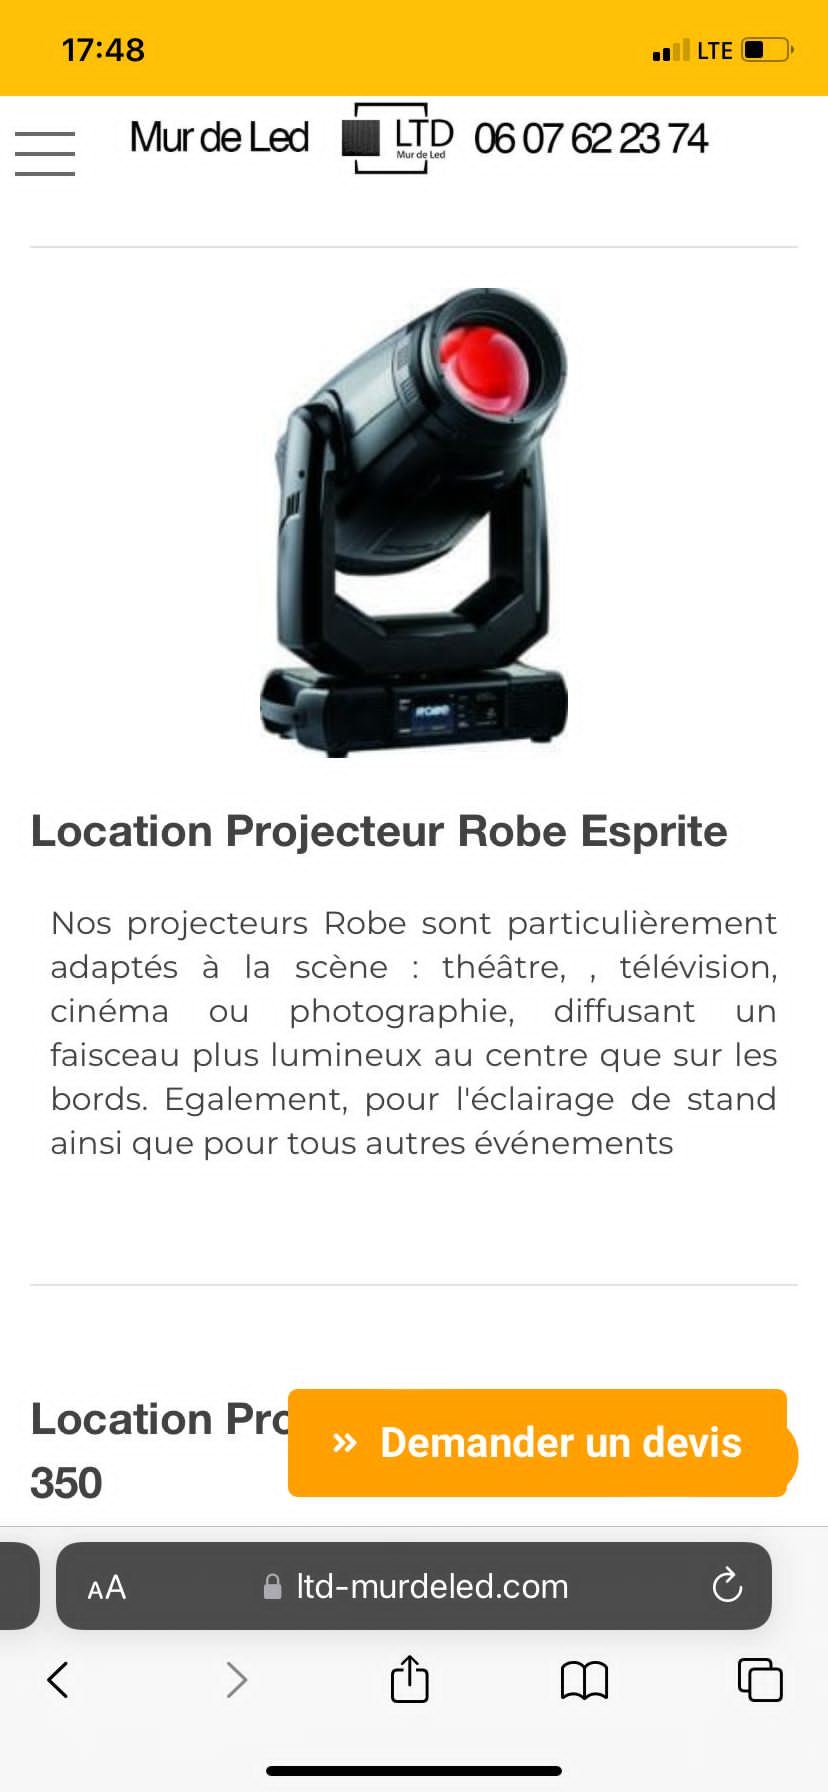 17:48
LTE
Mur de Led
LTD
Mur de Led
06 07 62 23 74
ROBE
Location Projecteur Robe Esprite
Nos projecteurs Robe sont particulièrement
adaptés à la scène : théâtre, , télévision,
cinéma ou photographie, diffusant un
faisceau plus lumineux au centre que sur les
bords. Egalement, pour l'éclairage de stand
ainsi que pour tous autres événements
Location Pro
350
» Demander un devis
AA
ltd-murdeled.com